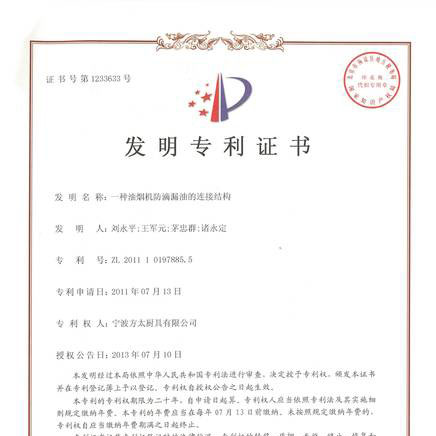 证书号第1233633号
发明专利证书
发 明 名 称：一种油烟机防滴漏油的连接结构
发 明 人：刘永平;王军元;茅忠群;诸永定
专 利 号：ZL 2011 1 0197885.5
专利申请日：2011年07月13日
专 利 权 人：宁波方太厨具有限公司
授权公告日：2013年07月10日
本发明经过本局依照中华人民共和国专利法进行审查，决定授予专利权，颁发本证书
并在专利登记簿上予以登记。专利权自授权公告之日起生效。
本专利的专利权期限为二十年，自申请日起算。专利权人应当依照专利法及其实施细
则规定缴纳年费。本专利的年费应当在每年07月13日前缴纳。未按照规定缴纳年费的，
专利权自应当缴纳年费期满之日起终止。